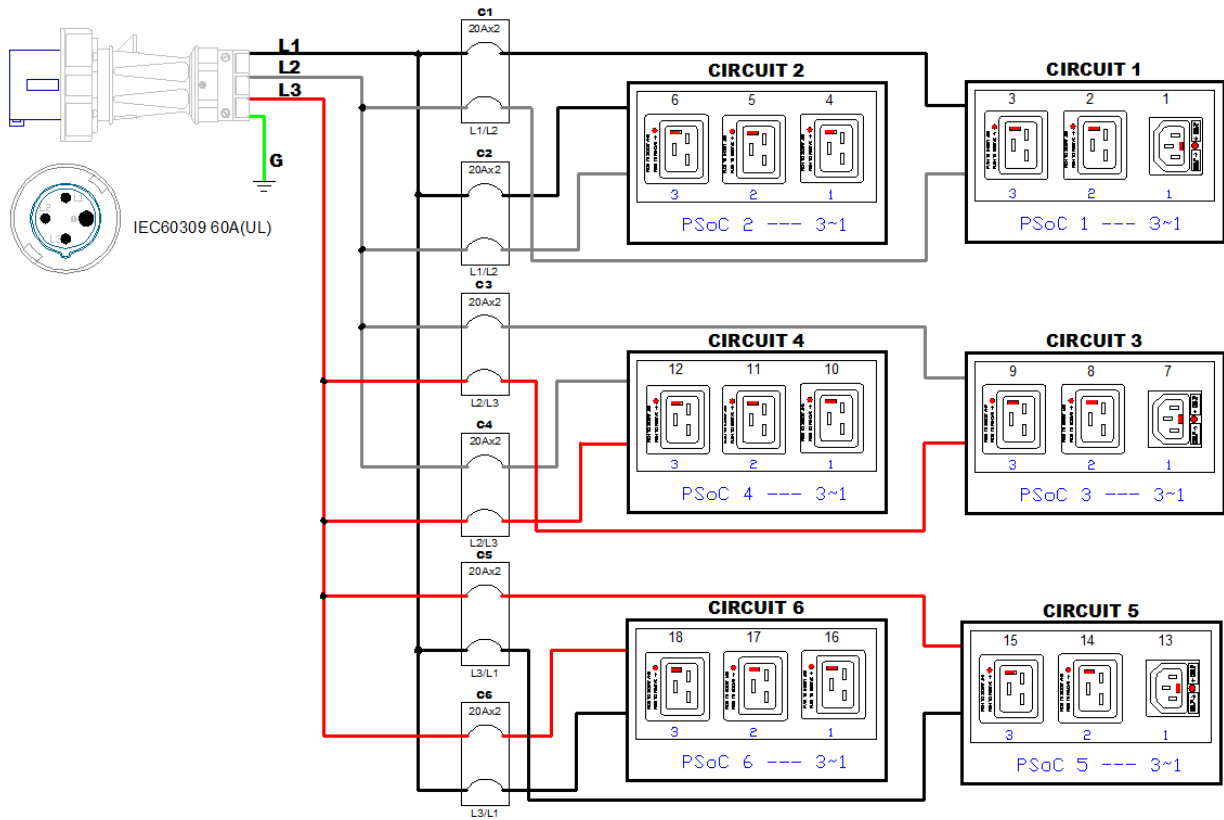 L1
L2
L3
G
IEC60309 60A(UL)
C1
20Ax2
L1/L2
C2
20Ax2
L1/L2
C3
20Ax2
L2/L3
C4
20Ax2
L2/L3
C5
20Ax2
L3/L1
C6
20Ax2
L3/L1
CIRCUIT 2
6 5 4
3 2 1
PSoC 2 --- 3~1
CIRCUIT 1
3 2 1
3 2 1
PSoC 1 --- 3~1
CIRCUIT 4
12 11 10
3 2 1
PSoC 4 --- 3~1
CIRCUIT 3
9 8 7
3 2 1
PSoC 3 --- 3~1
CIRCUIT 6
18 17 16
3 2 1
PSoC 6 --- 3~1
CIRCUIT 5
15 14 13
3 2 1
PSoC 5 --- 3~1